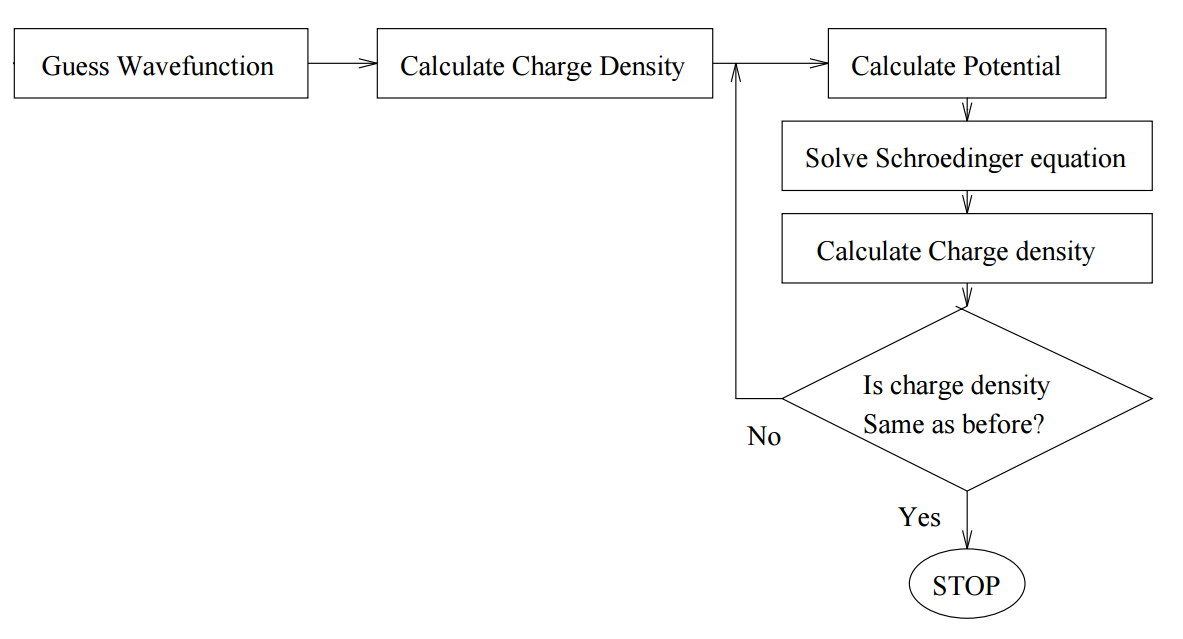 Guess Wavefunction
Calculate Charge Density
Calculate Potential
Solve Schroedinger equation
Calculate Charge density
Is charge density
Same as before?
No
Yes
STOP